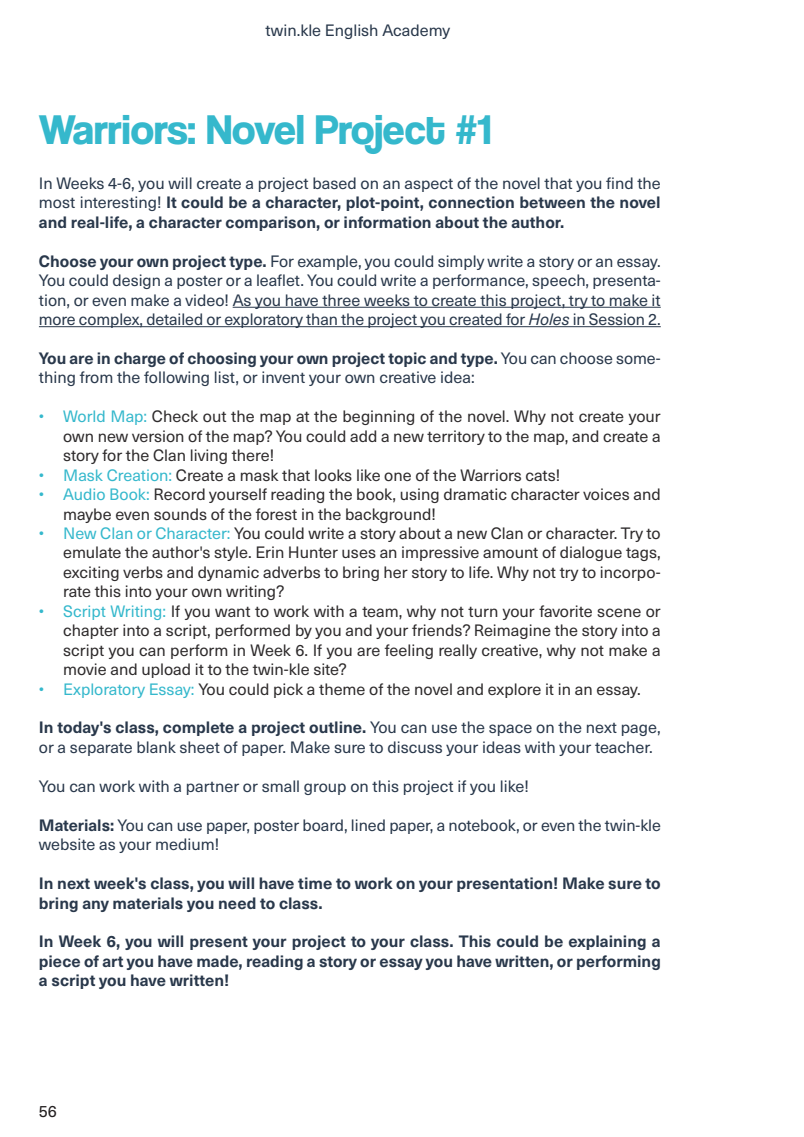 twin.kle English Academy
Warriors: Novel Project #1
In Weeks 4-6, you will create a project based on an aspect of the novel that you find the
most interesting! It could be a character, plot-point, connection between the novel
and real-life, a character comparison, or information about the author.
Choose your own project type. For example, you could simply write a story or an essay.
You could design a poster or a leaflet. You could write a performance, speech, presenta-
tion, or even make a video! As you have three weeks to create this project, try to make it
more complex, detailed or exploratory than the project you created for Holes in Session 2.
You are in charge of choosing your own project topic and type. You can choose some-
thing from the following list, or invent your own creative idea:
• World Map: Check out the map at the beginning of the novel. Why not create your
own new version of the map? You could add a new territory to the map, and create a
story for the Clan living there!
• Mask Creation: Create a mask that looks like one of the Warriors cats!
• Audio Book: Record yourself reading the book, using dramatic character voices and
maybe even sounds of the forest in the background!
• New Clan or Character: You could write a story about a new Clan or character. Try to
emulate the author's style. Erin Hunter uses an impressive amount of dialogue tags,
exciting verbs and dynamic adverbs to bring her story to life. Why not try to incorpo-
rate this into your own writing?
• Script Writing: If you want to work with a team, why not turn your favorite scene or
chapter into a script, performed by you and your friends? Reimagine the story into a
script you can perform in Week 6. If you are feeling really creative, why not make a
movie and upload it to the twin-kle site?
• Exploratory Essay: You could pick a theme of the novel and explore it in an essay.
In today's class, complete a project outline. You can use the space on the next page,
or a separate blank sheet of paper. Make sure to discuss your ideas with your teacher.
You can work with a partner or small group on this project if you like!
Materials: You can use paper, poster board, lined paper, a notebook, or even the twin-kle
website as your medium!
In next week's class, you will have time to work on your presentation! Make sure to
bring any materials you need to class.
In Week 6, you will present your project to your class. This could be explaining a
piece of art you have made, reading a story or essay you have written, or performing
a script you have written!
56